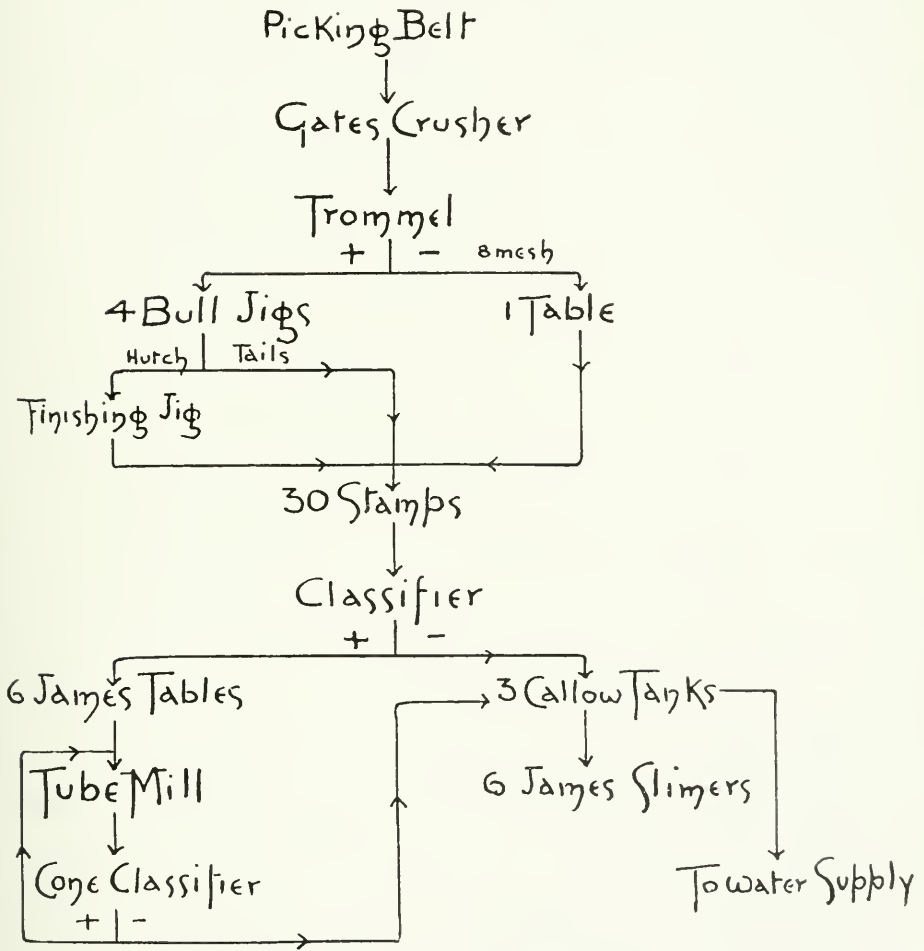 Picking Belt
Gates Crusher
Trommel
+ - 8 mesh
4 Bull Jigs
1 Table
Hutch Tails
Finishing Jig
30 Stamps
Classifier
+ -
6 James Tables
3 Callow Tanks
Tube Mill
6 James Slimers
Cone Classifier
To water Supply
+ -